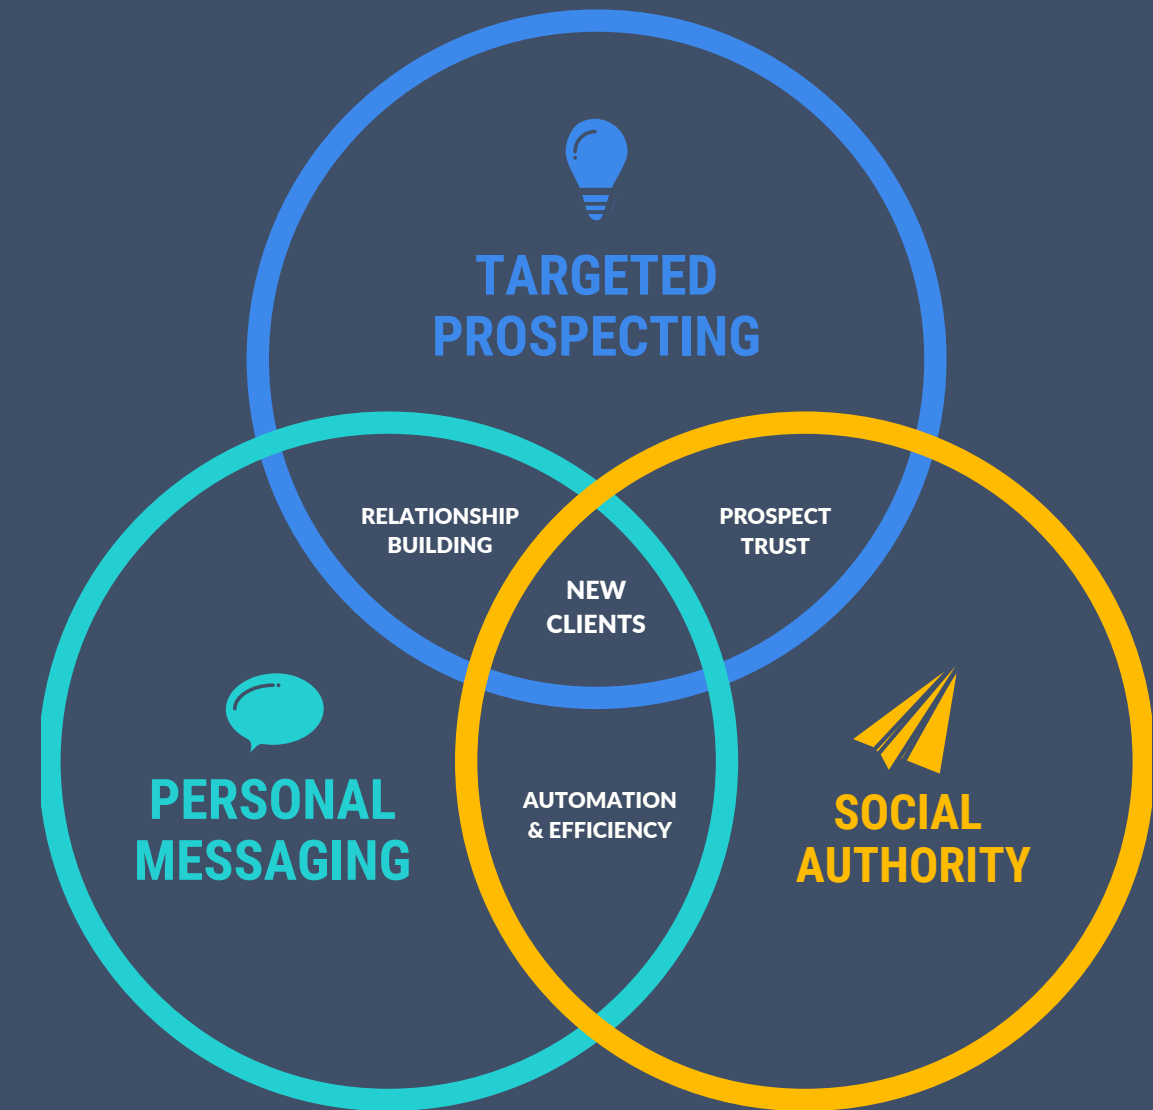 TARGETED
PROSPECTING
RELATIONSHIP
BUILDING
PROSPECT
TRUST
NEW
CLIENTS
PERSONAL
MESSAGING
AUTOMATION
& EFFICIENCY
SOCIAL
AUTHORITY